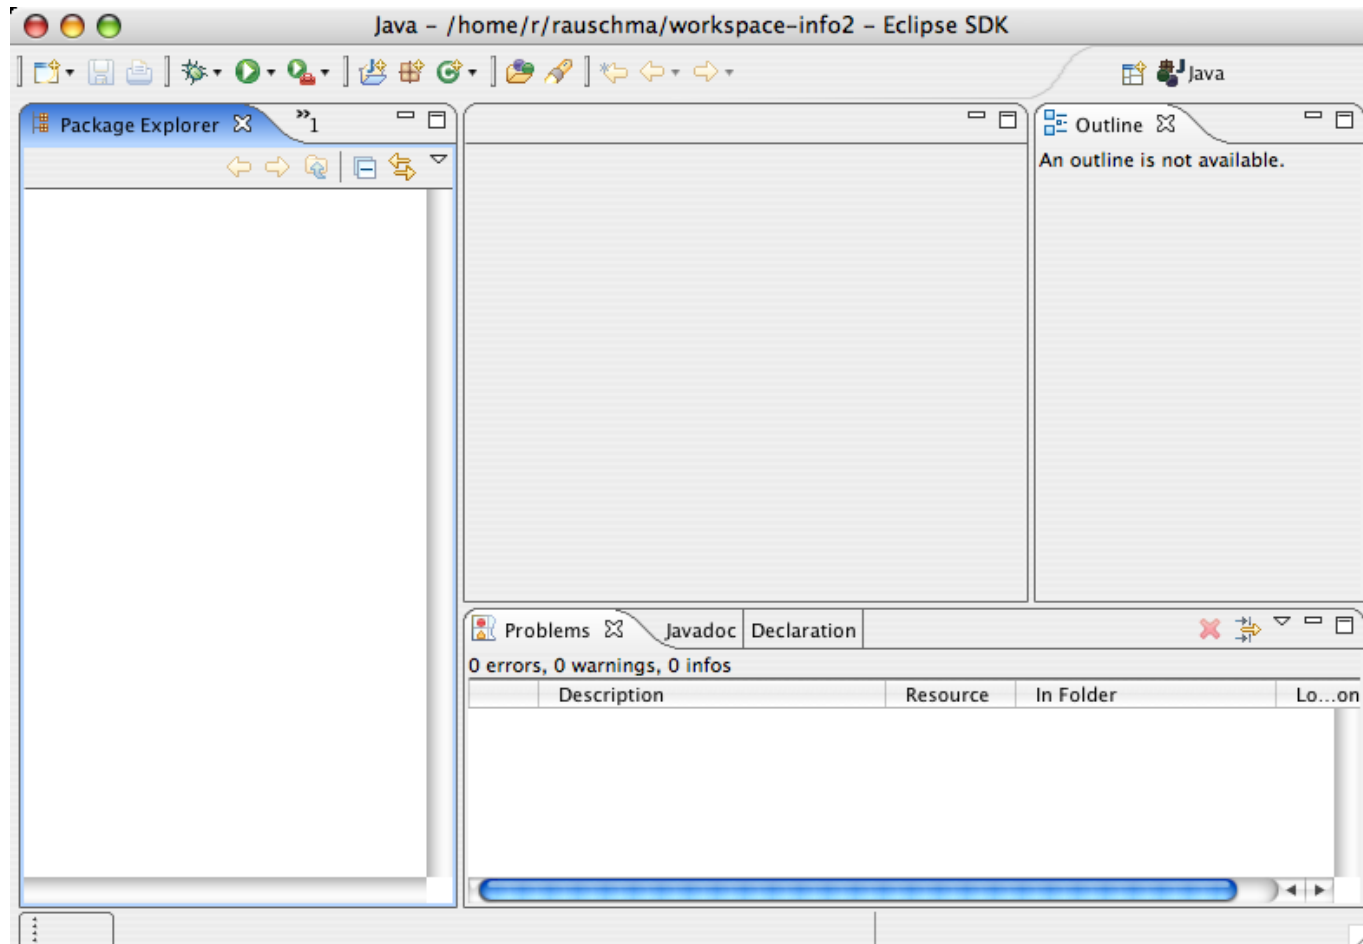 Java – /home/r/rauschma/workspace-info2 – Eclipse SDK
Java
Package Explorer »1
Outline
An outline is not available.
Problems Javadoc Declaration
0 errors, 0 warnings, 0 infos
Description Resource In Folder Lo...on